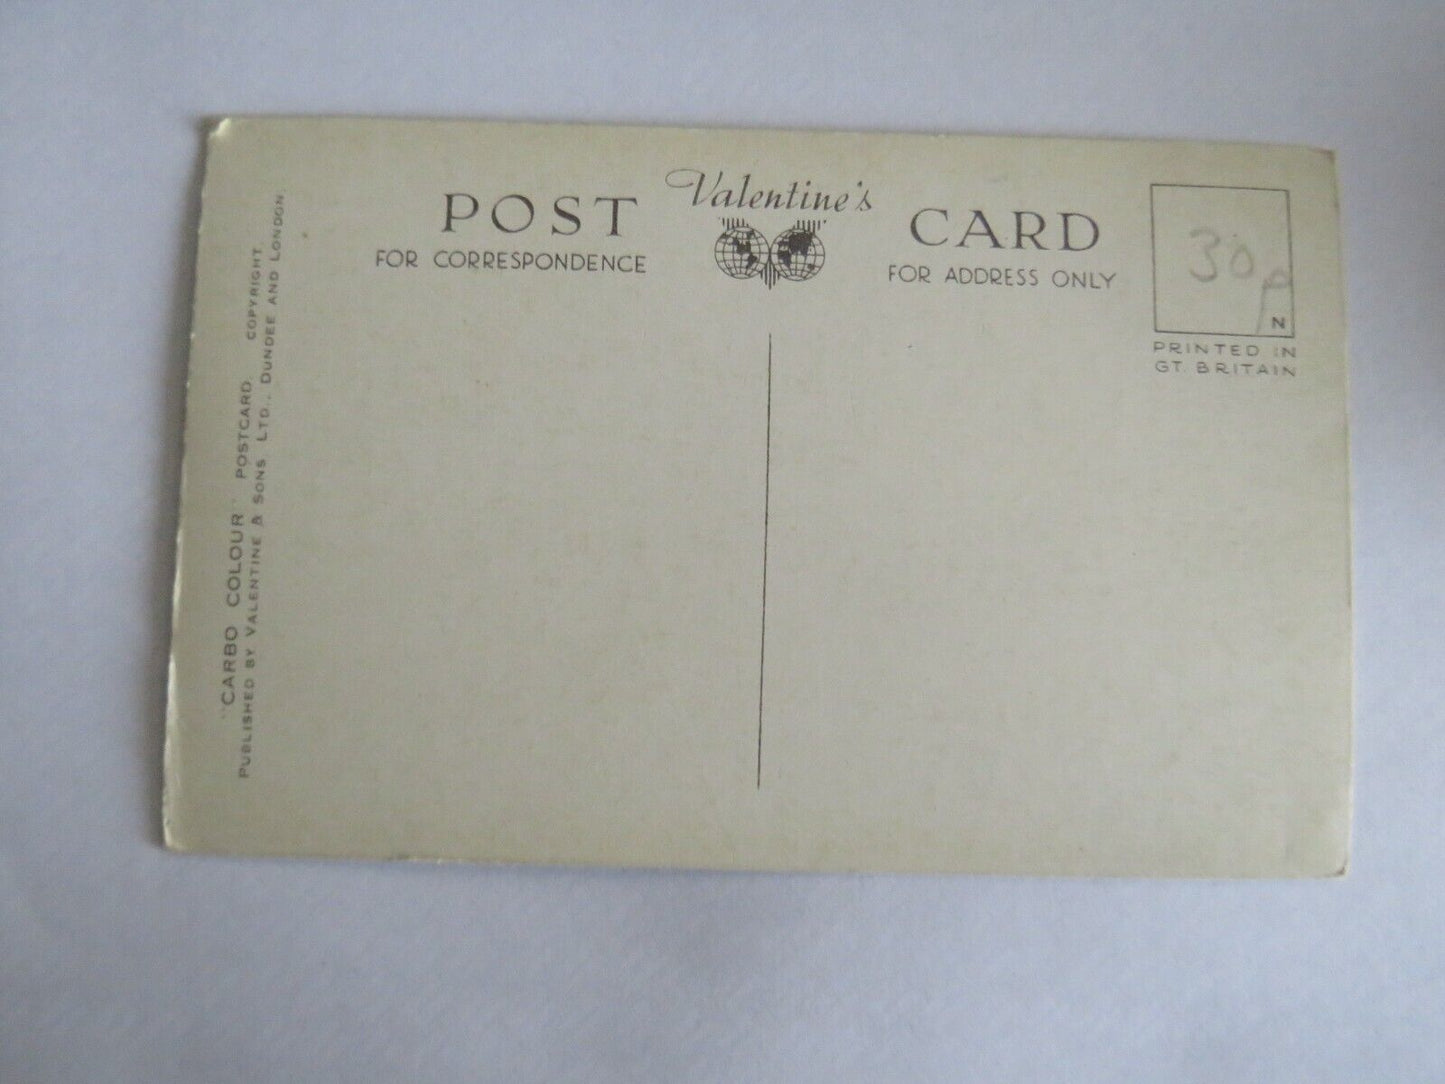 Valentine's
POST CARD
FOR CORRESPONDENCE
FOR ADDRESS ONLY
30p
N
PRINTED IN
GT. BRITAIN
"CARBO COLOUR" POSTCARD. COPYRIGHT.
PUBLISHED BY VALENTINE & SONS, LTD., DUNDEE AND LONDON.